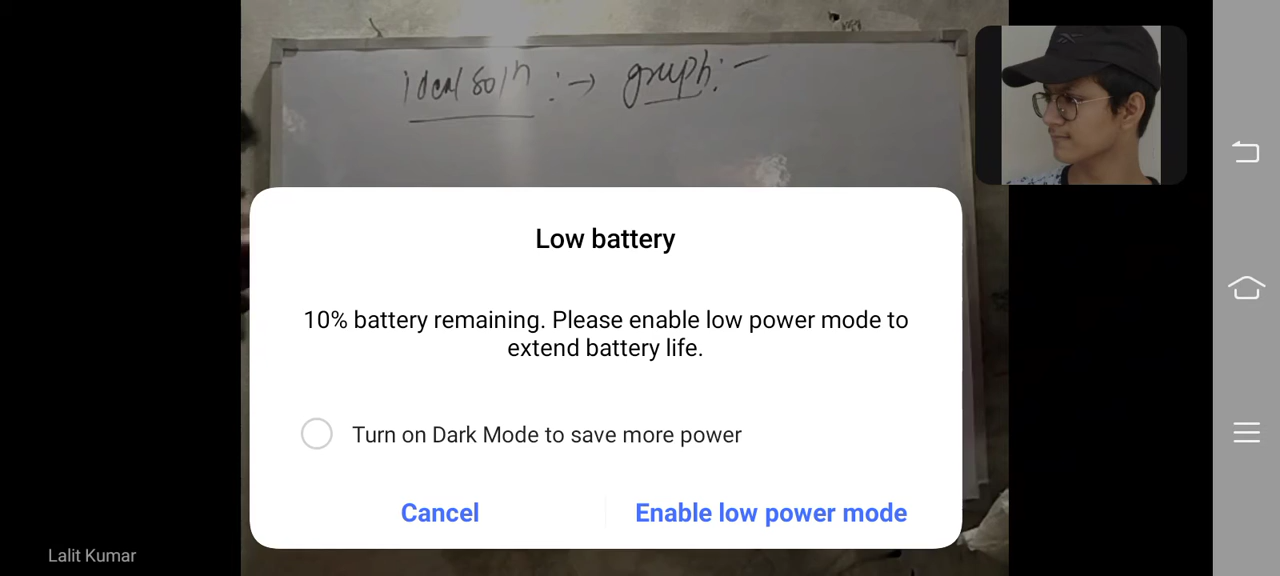 ideal soln :→ graph:-
Low battery
10% battery remaining. Please enable low power mode to
extend battery life.
Turn on Dark Mode to save more power
Cancel
Enable low power mode
Lalit Kumar